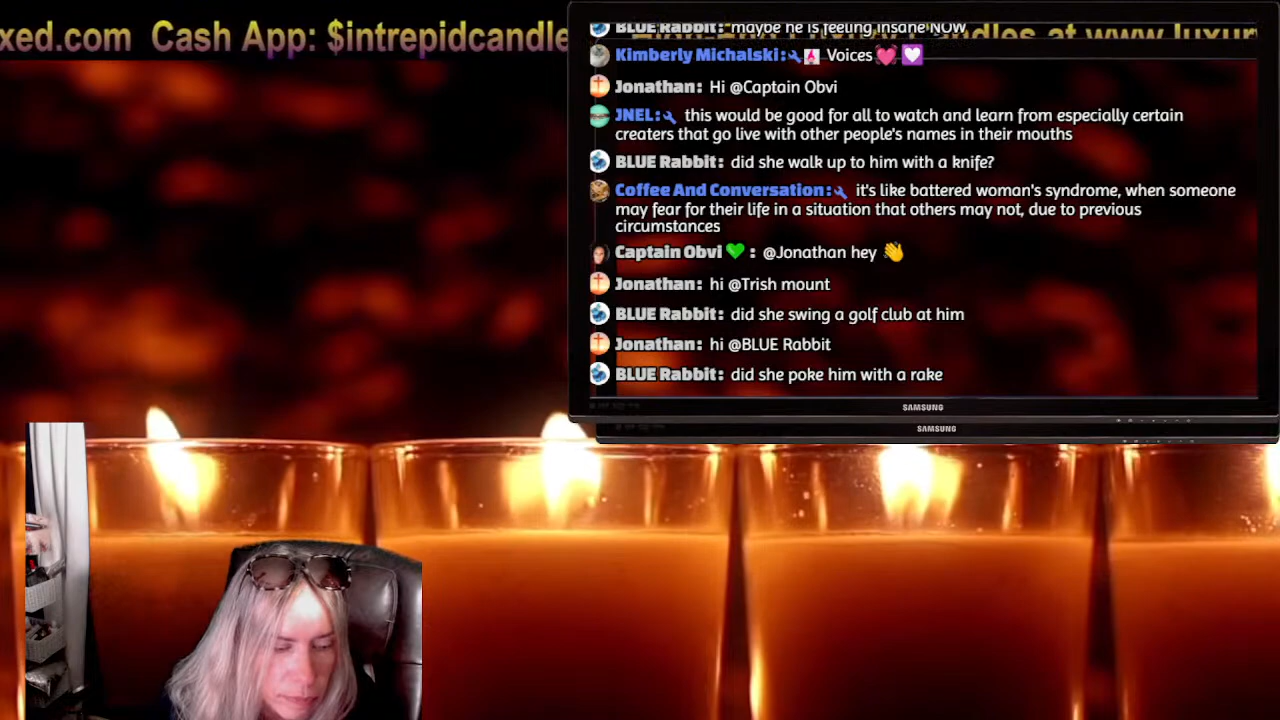 xed.com Cash App: $intrepidcandle
BLUE Rabbit: maybe he is feeling insane NOW
Kimberly Michalski: Voices
Jonathan: Hi @Captain Obvi
JNEL: this would be good for all to watch and learn from especially certain
creaters that go live with other people's names in their mouths
BLUE Rabbit: did she walk up to him with a knife?
Coffee And Conversation: it's like battered woman's syndrome, when someone
may fear for their life in a situation that others may not, due to previous
circumstances
Captain Obvi 💚 : @Jonathan hey 👋
Jonathan: hi @Trish mount
BLUE Rabbit: did she swing a golf club at him
Jonathan: hi @BLUE Rabbit
BLUE Rabbit: did she poke him with a rake
SAMSUNG
SAMSUNG